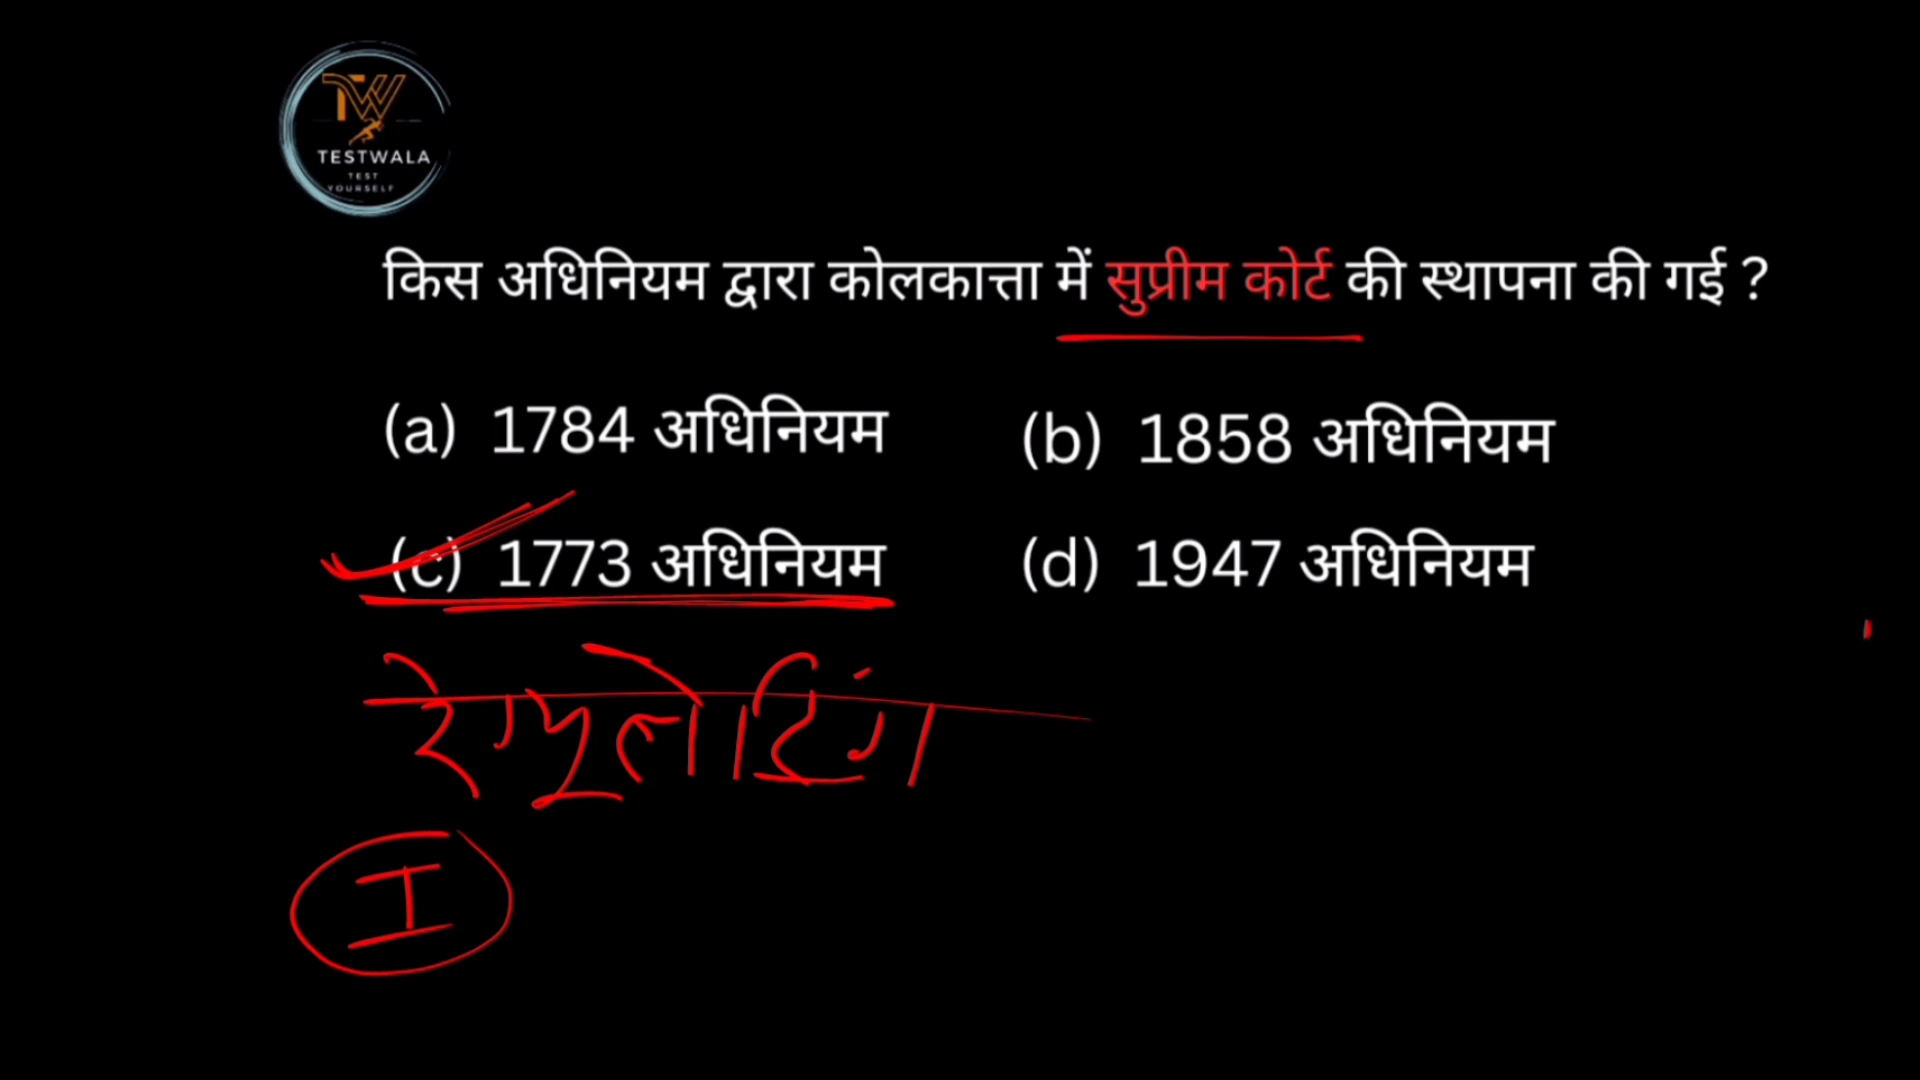 TW
TESTWALA
TEST
YOURSELF
किस अधिनियम द्वारा कोलकात्ता में सुप्रीम कोर्ट की स्थापना की गई ?
(a) 1784 अधिनियम
(b) 1858 अधिनियम
(c) 1773 अधिनियम
(d) 1947 अधिनियम
रेगूलेटिंग
I